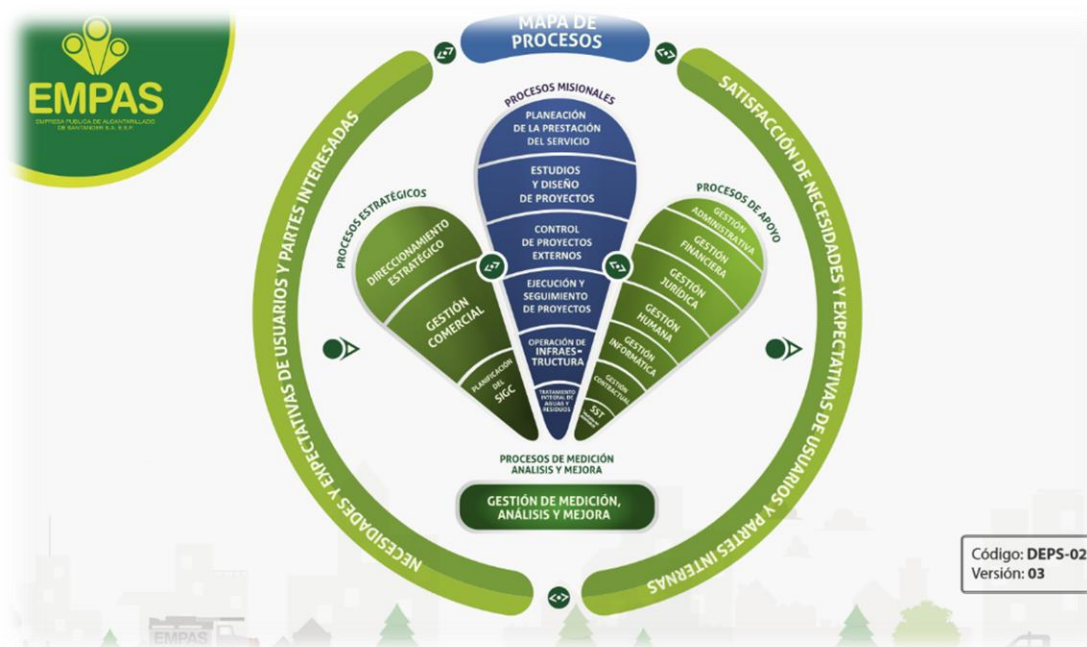 EMPAS
EMPRESA PUBLICA DE ALCANTARILLADO
DE SANTANDER S.A. E.S.P.
MAPA DE
PROCESOS
NECESIDADES Y EXPECTATIVAS DE USUARIOS Y PARTES INTERESADAS
SATISFACCIÓN DE NECESIDADES Y EXPECTATIVAS DE USUARIOS Y PARTES INTERNAS
PROCESOS ESTRATÉGICOS
DIRECCIONAMIENTO
ESTRATÉGICO
GESTIÓN
COMERCIAL
PLANIFICACIÓN
DEL
SIGC
PROCESOS MISIONALES
PLANEACIÓN
DE LA PRESTACIÓN
DEL SERVICIO
ESTUDIOS
Y DISEÑO
DE PROYECTOS
CONTROL
DE PROYECTOS
EXTERNOS
EJECUCIÓN Y
SEGUIMIENTO
DE PROYECTOS
OPERACIÓN DE
INFRAES-
TRUCTURA
TRATAMIENTO
INTEGRAL DE
AGUAS Y
RESIDUOS
PROCESOS DE APOYO
GESTIÓN
ADMINISTRATIVA
GESTIÓN
FINANCIERA
GESTIÓN
JURÍDICA
GESTIÓN
HUMANA
GESTIÓN
INFORMÁTICA
GESTIÓN
CONTRACTUAL
SST
PROCESOS DE MEDICIÓN
ANALISIS Y MEJORA
GESTIÓN DE MEDICIÓN,
ANÁLISIS Y MEJORA
Código: DEPS-02
Versión: 03
EMPAS